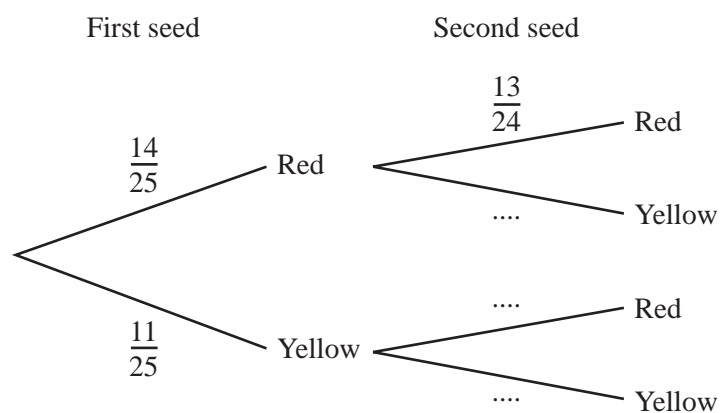 First seed Second seed
13/24
Red
14/25
Red
....
Yellow
....
Red
11/25
Yellow
....
Yellow